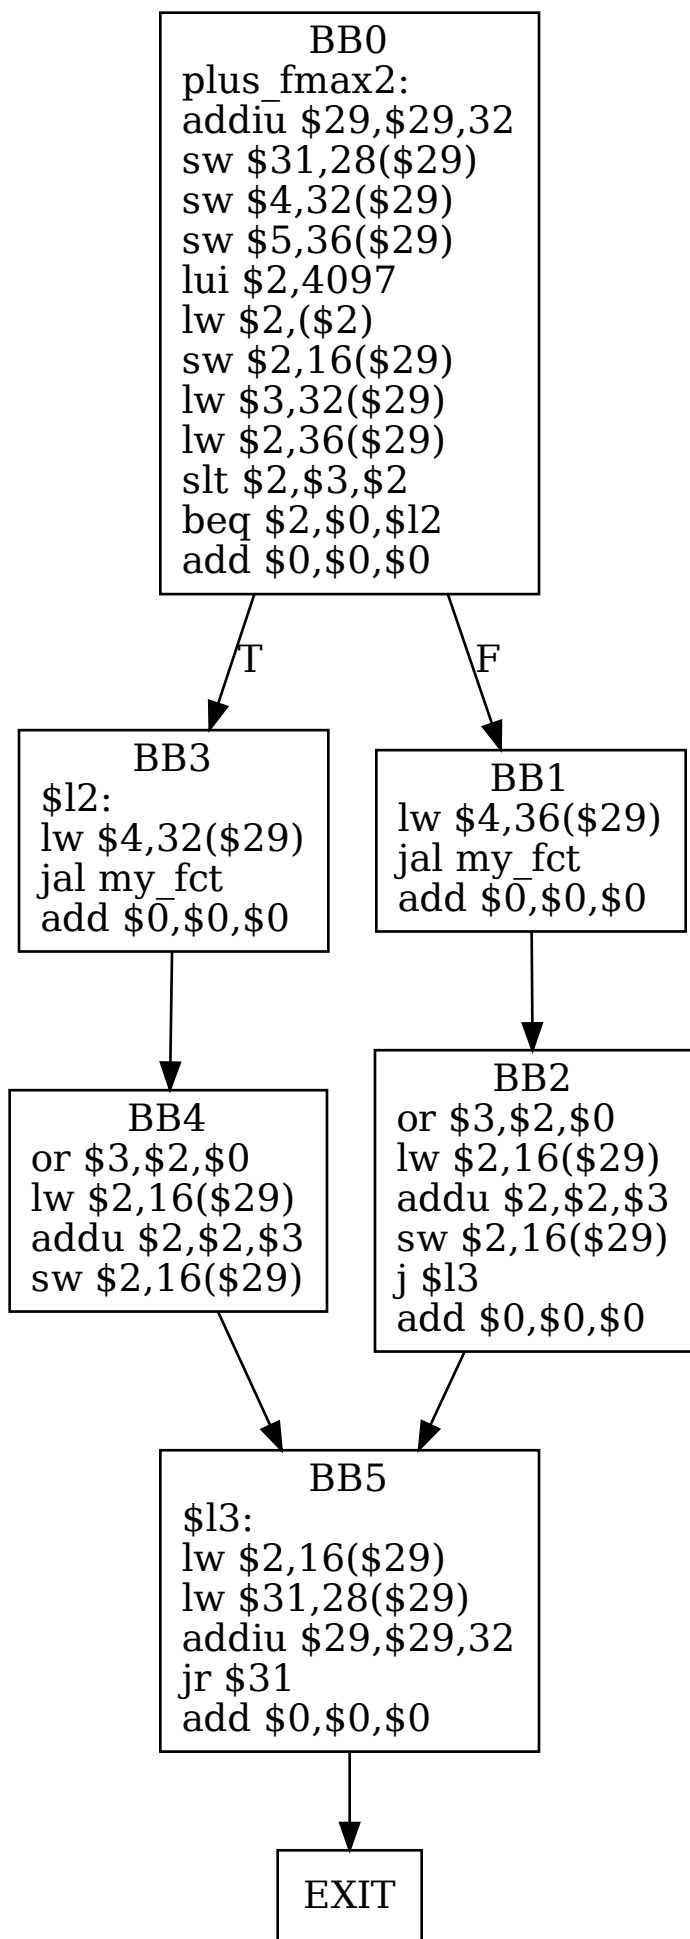 BB0
plus_fmax2:
addiu $29,$29,32
sw $31,28($29)
sw $4,32($29)
sw $5,36($29)
lui $2,4097
lw $2,($2)
sw $2,16($29)
lw $3,32($29)
lw $2,36($29)
slt $2,$3,$2
beq $2,$0,$l2
add $0,$0,$0
T
F
BB3
$l2:
lw $4,32($29)
jal my_fct
add $0,$0,$0
BB1
lw $4,36($29)
jal my_fct
add $0,$0,$0
BB4
or $3,$2,$0
lw $2,16($29)
addu $2,$2,$3
sw $2,16($29)
BB2
or $3,$2,$0
lw $2,16($29)
addu $2,$2,$3
sw $2,16($29)
j $l3
add $0,$0,$0
BB5
$l3:
lw $2,16($29)
lw $31,28($29)
addiu $29,$29,32
jr $31
add $0,$0,$0
EXIT